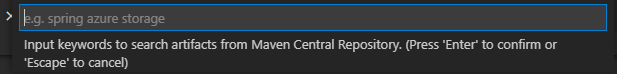 e.g. spring azure storage
Input keywords to search artifacts from Maven Central Repository. (Press 'Enter' to confirm or
'Escape' to cancel)